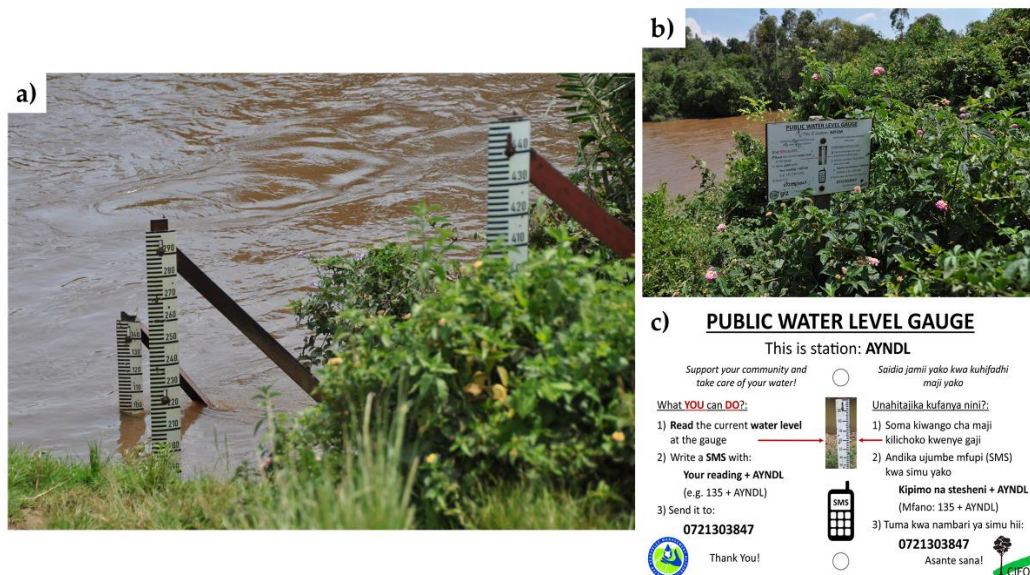 a)
430
420
410
290
280
270
260
250
240
230
220
130
120
b)
PUBLIC WATER LEVEL GAUGE
c)
PUBLIC WATER LEVEL GAUGE
This is station: AYNDL
Support your community and
take care of your water!
What YOU can DO?:
1) Read the current water level
at the gauge
2) Write a SMS with:
Your reading + AYNDL
(e.g. 135 + AYNDL)
3) Send it to:
0721303847
Thank You!
SMS
Saidia jamii yako kwa kuhifadhi
maji yako
Unahitajika kufanya nini?:
1) Soma kiwango cha maji
kilichoko kwenye gaji
2) Andika ujumbe mfupi (SMS)
kwa simu yako
Kipimo na stesheni + AYNDL
(Mfano: 135 + AYNDL)
3) Tuma kwa nambari ya simu hii:
0721303847
Asante sana!
CIFO